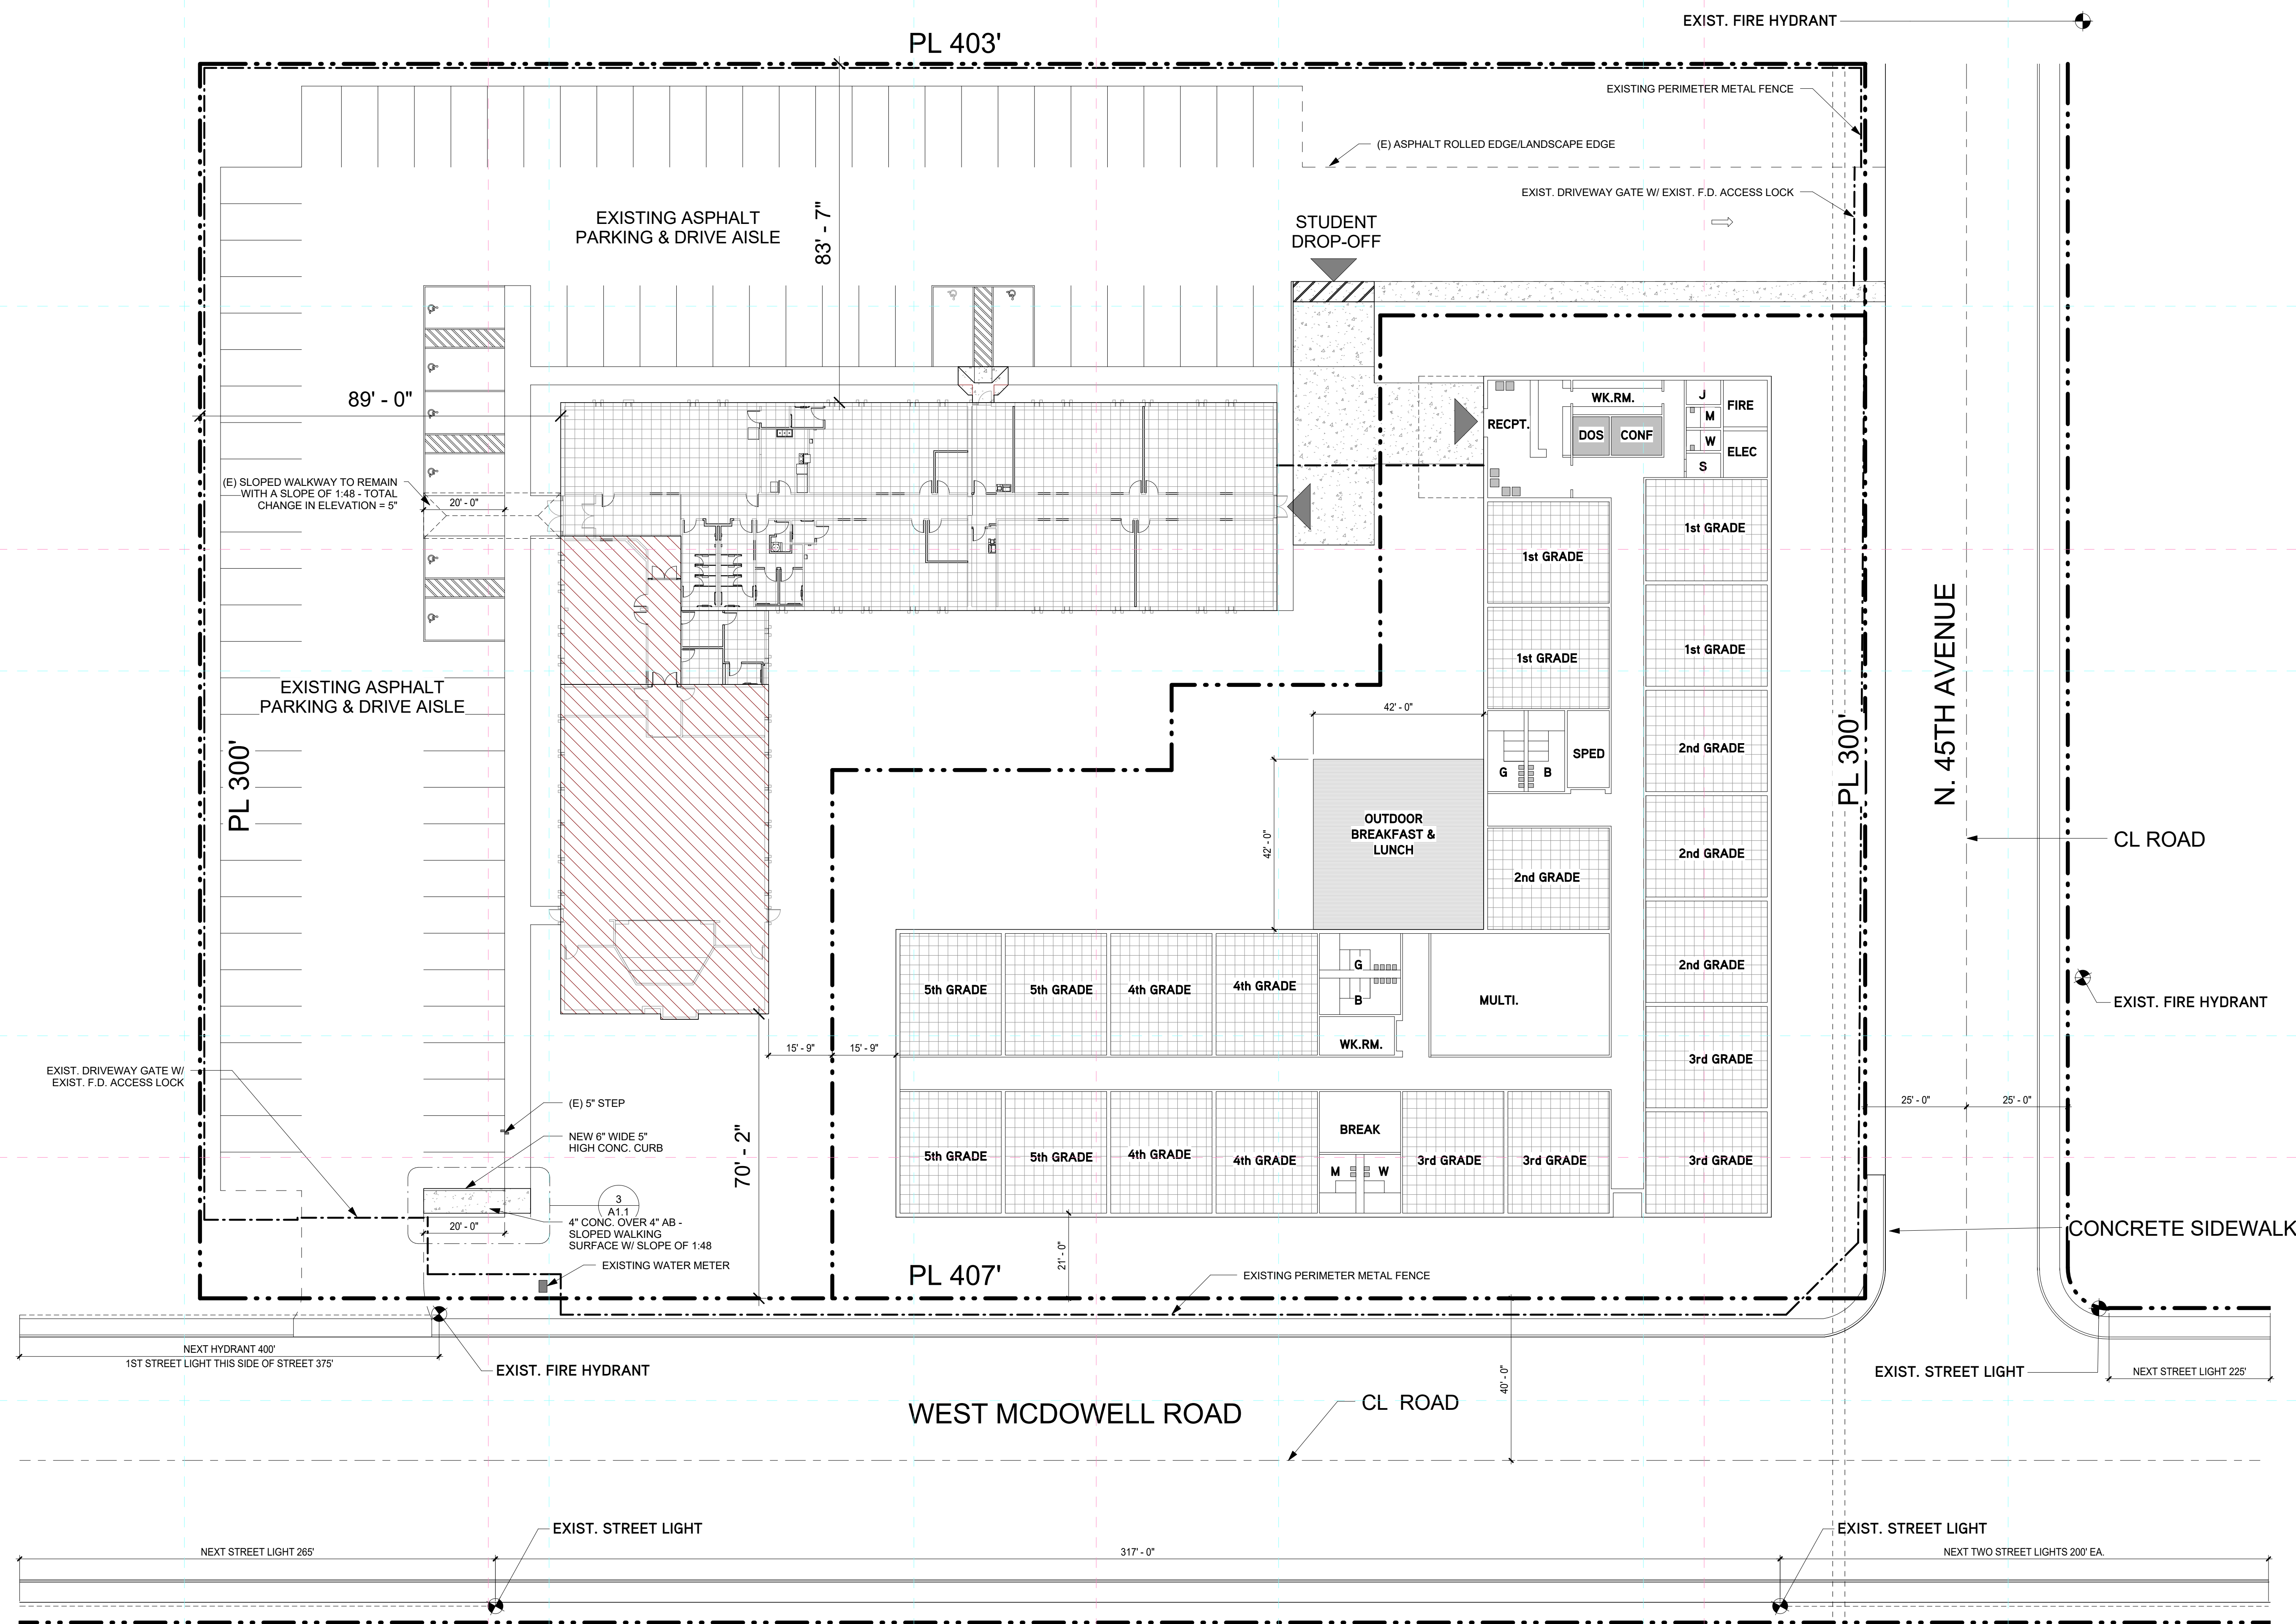 EXIST. FIRE HYDRANT
PL 403'
EXISTING PERIMETER METAL FENCE
(E) ASPHALT ROLLED EDGE/LANDSCAPE EDGE
EXIST. DRIVEWAY GATE W/ EXIST. F.D. ACCESS LOCK
EXISTING ASPHALT
PARKING & DRIVE AISLE
83' - 7"
STUDENT
DROP-OFF
89' - 0"
WK.RM.
J
FIRE
M
RECPT.
DOS
CONF
W
ELEC
S
(E) SLOPED WALKWAY TO REMAIN
WITH A SLOPE OF 1:48 - TOTAL
CHANGE IN ELEVATION = 5"
20' - 0"
1st GRADE
1st GRADE
1st GRADE
1st GRADE
N. 45TH AVENUE
EXISTING ASPHALT
PARKING & DRIVE AISLE
42' - 0"
PL 300'
PL 300'
2nd GRADE
SPED
G
B
OUTDOOR
BREAKFAST &
LUNCH
42' - 0"
CL ROAD
2nd GRADE
2nd GRADE
2nd GRADE
G
B
5th GRADE
5th GRADE
4th GRADE
4th GRADE
MULTI.
EXIST. FIRE HYDRANT
WK.RM.
15' - 9"
15' - 9"
3rd GRADE
EXIST. DRIVEWAY GATE W/
EXIST. F.D. ACCESS LOCK
(E) 5" STEP
25' - 0"
25' - 0"
NEW 6" WIDE 5"
HIGH CONC. CURB
70' - 2"
BREAK
5th GRADE
5th GRADE
4th GRADE
4th GRADE
3rd GRADE
3rd GRADE
3rd GRADE
M
W
3
A1.1
20' - 0"
4" CONC. OVER 4" AB -
SLOPED WALKING
SURFACE W/ SLOPE OF 1:48
CONCRETE SIDEWALK
21' - 0"
EXISTING WATER METER
PL 407'
EXISTING PERIMETER METAL FENCE
NEXT HYDRANT 400'
1ST STREET LIGHT THIS SIDE OF STREET 375'
EXIST. FIRE HYDRANT
40' - 0"
EXIST. STREET LIGHT
NEXT STREET LIGHT 225'
WEST MCDOWELL ROAD
CL ROAD
EXIST. STREET LIGHT
EXIST. STREET LIGHT
NEXT STREET LIGHT 265'
317' - 0"
NEXT TWO STREET LIGHTS 200' EA.